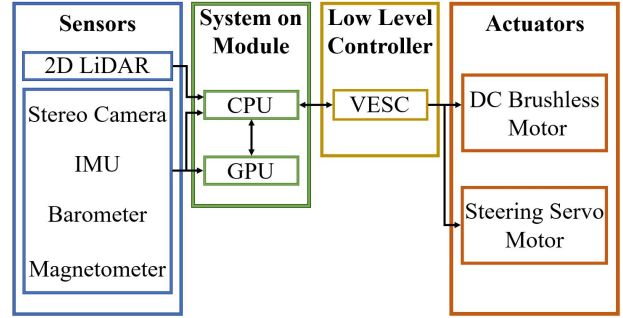 Sensors
2D LiDAR
Stereo Camera
IMU
Barometer
Magnetometer
System on
Module
CPU
GPU
Low Level
Controller
VESC
Actuators
DC Brushless
Motor
Steering Servo
Motor